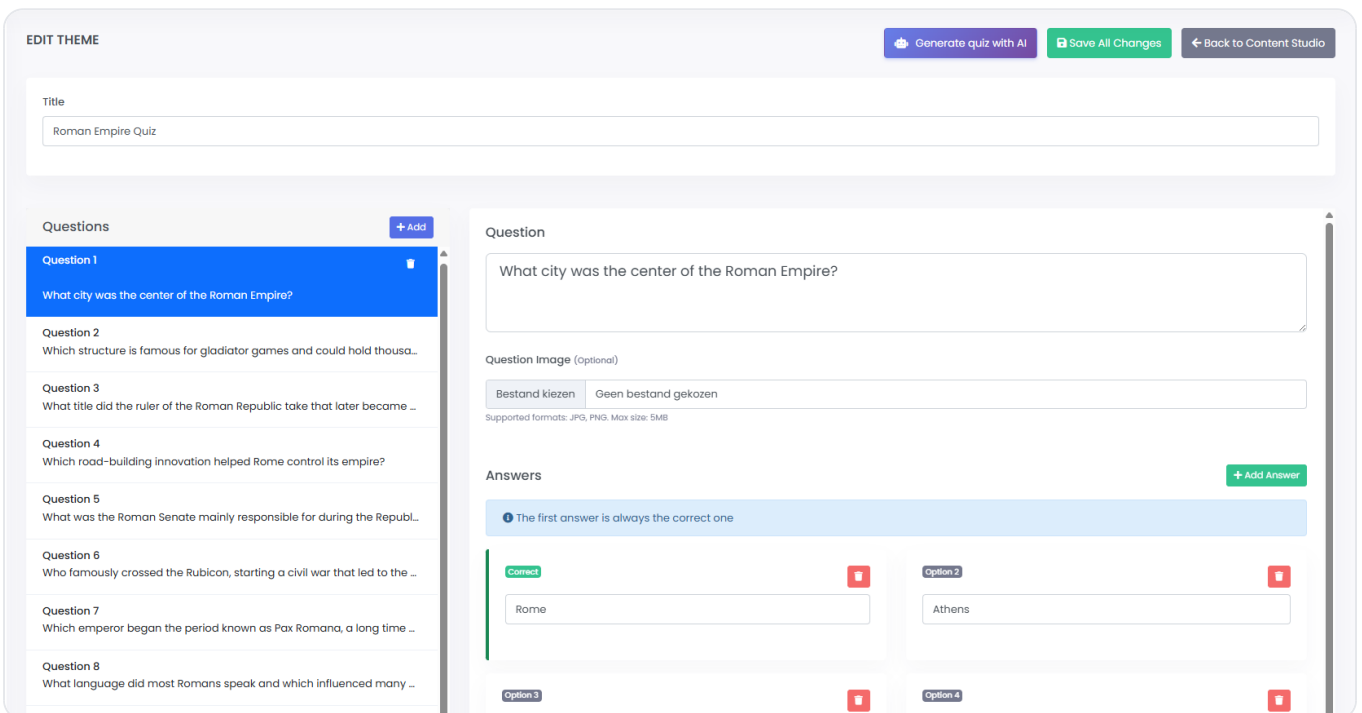 EDIT THEME
Generate quiz with AI
Save All Changes
Back to Content Studio
Title
Roman Empire Quiz
Questions
Add
Question 1
What city was the center of the Roman Empire?
Question 2
Which structure is famous for gladiator games and could hold thousa...
Question 3
What title did the ruler of the Roman Republic take that later became ...
Question 4
Which road-building innovation helped Rome control its empire?
Question 5
What was the Roman Senate mainly responsible for during the Republ...
Question 6
Who famously crossed the Rubicon, starting a civil war that led to the ...
Question 7
Which emperor began the period known as Pax Romana, a long time ...
Question 8
What language did most Romans speak and which influenced many ...
Question
What city was the center of the Roman Empire?
Question Image (Optional)
Bestand kiezen Geen bestand gekozen
Supported formats: JPG, PNG. Max size: 5MB
Answers
Add Answer
The first answer is always the correct one
Correct
Rome
Option 2
Athens
Option 3
Option 4